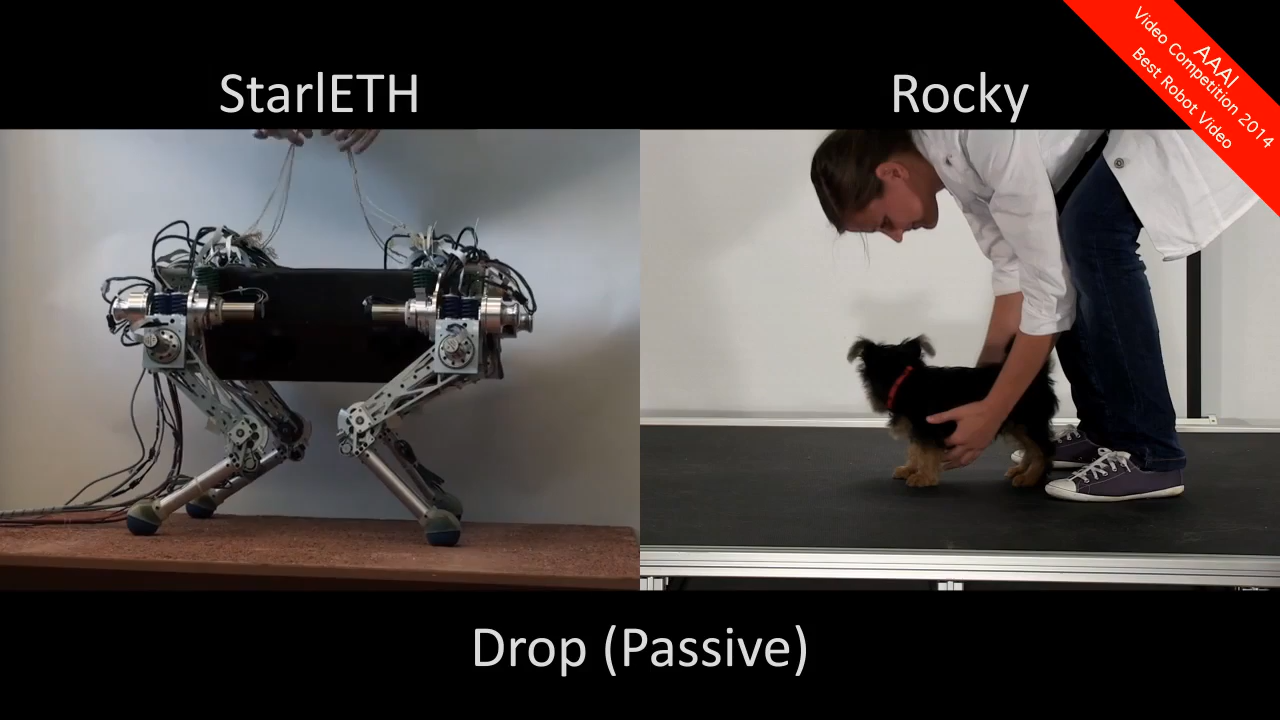 StarlETH
Rocky
AAAI
Video Competition 2014
Best Robot Video
Drop (Passive)